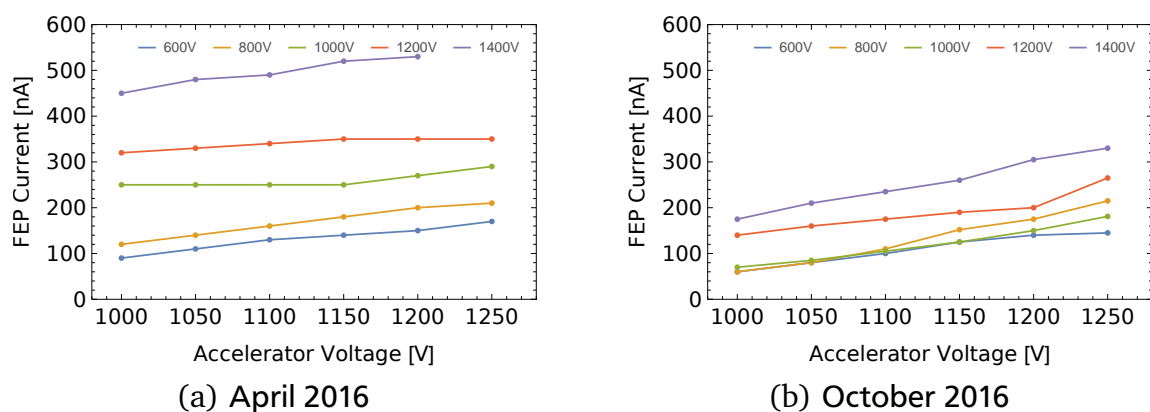 600
600V 800V 1000V 1200V 1400V
500
400
300
200
100
0
FEP Current [nA]
1000 1050 1100 1150 1200 1250
Accelerator Voltage [V]
(a) April 2016
600
600V 800V 1000V 1200V 1400V
500
400
300
200
100
0
FEP Current [nA]
1000 1050 1100 1150 1200 1250
Accelerator Voltage [V]
(b) October 2016